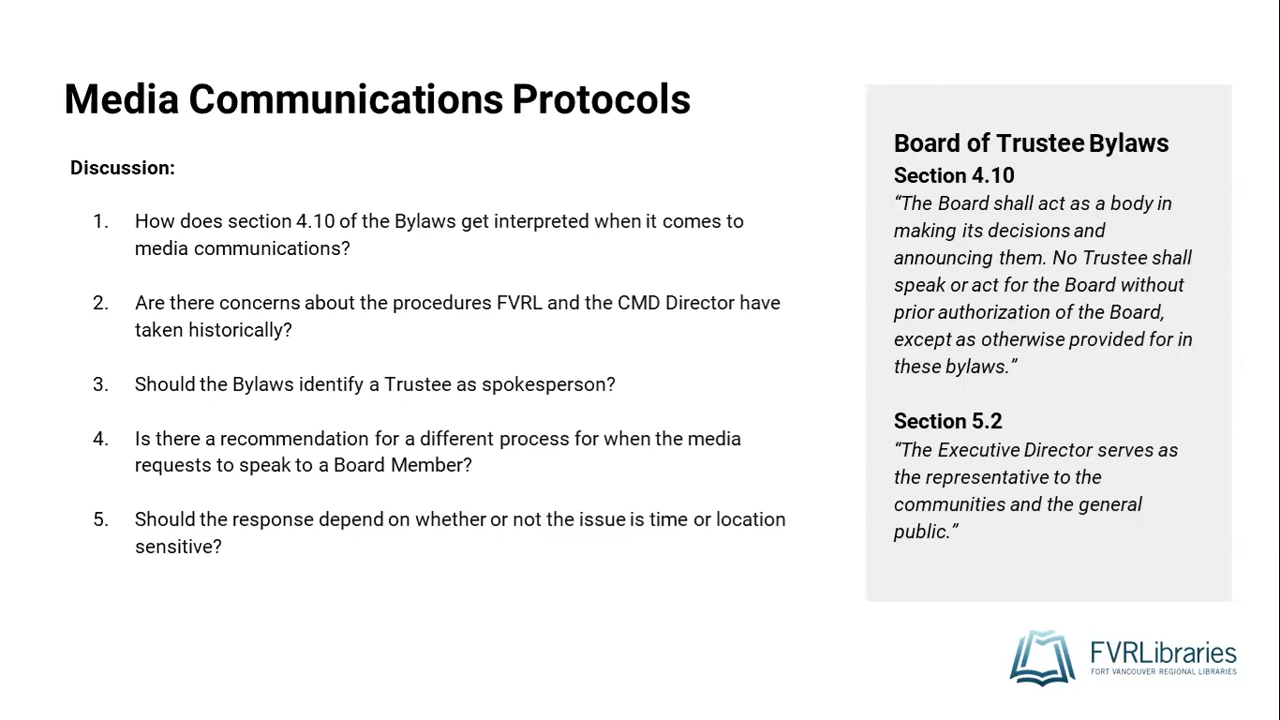 Media Communications Protocols
Discussion:
1. How does section 4.10 of the Bylaws get interpreted when it comes to
media communications?
2. Are there concerns about the procedures FVRL and the CMD Director have
taken historically?
3. Should the Bylaws identify a Trustee as spokesperson?
4. Is there a recommendation for a different process for when the media
requests to speak to a Board Member?
5. Should the response depend on whether or not the issue is time or location
sensitive?
Board of Trustee Bylaws
Section 4.10
“The Board shall act as a body in
making its decisions and
announcing them. No Trustee shall
speak or act for the Board without
prior authorization of the Board,
except as otherwise provided for in
these bylaws.”
Section 5.2
“The Executive Director serves as
the representative to the
communities and the general
public.”
FVRLibraries
FORT VANCOUVER REGIONAL LIBRARIES